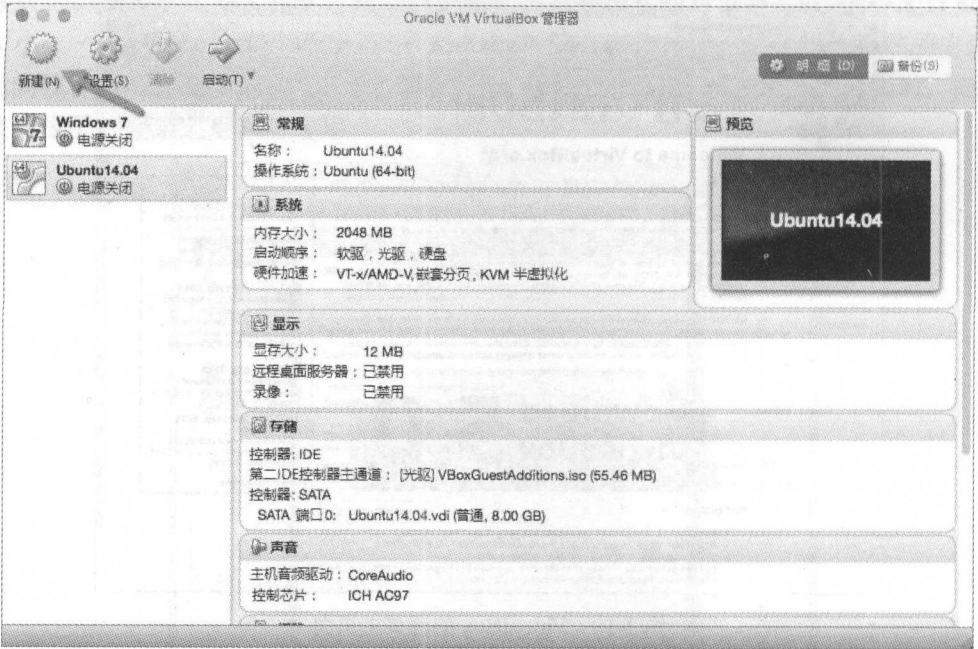 Oracle VM VirtualBox 管理器
新建(N) 设置(S) 清除 启动(T)
明细(D) 备份(S)
Windows 7
电源关闭
Ubuntu14.04
电源关闭
常规
名称： Ubuntu14.04
操作系统：Ubuntu (64-bit)
系统
内存大小： 2048 MB
启动顺序： 软驱，光驱，硬盘
硬件加速： VT-x/AMD-V,嵌套分页, KVM 半虚拟化
预览
Ubuntu14.04
显示
显存大小： 12 MB
远程桌面服务器：已禁用
录像： 已禁用
存储
控制器: IDE
第二IDE控制器主通道： [光驱] VBoxGuestAdditions.iso (55.46 MB)
控制器: SATA
SATA 端口0: Ubuntu14.04.vdi (普通, 8.00 GB)
声音
主机音频驱动：CoreAudio
控制芯片： ICH AC97